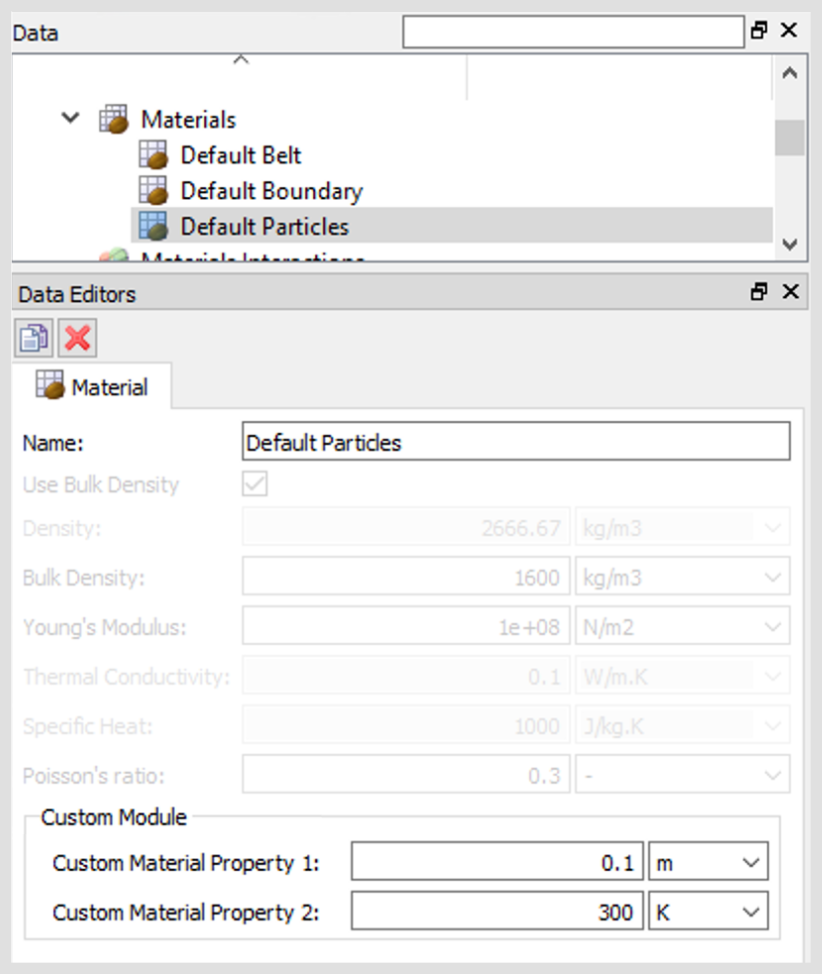 Data
Materials
Default Belt
Default Boundary
Default Particles
Materials Interactions
Data Editors
Material
Name: Default Particles
Use Bulk Density
Density: 2666.67 kg/m3
Bulk Density: 1600 kg/m3
Young's Modulus: 1e+08 N/m2
Thermal Conductivity: 0.1 W/m.K
Specific Heat: 1000 J/kg.K
Poisson's ratio: 0.3 -
Custom Module
Custom Material Property 1: 0.1 m
Custom Material Property 2: 300 K